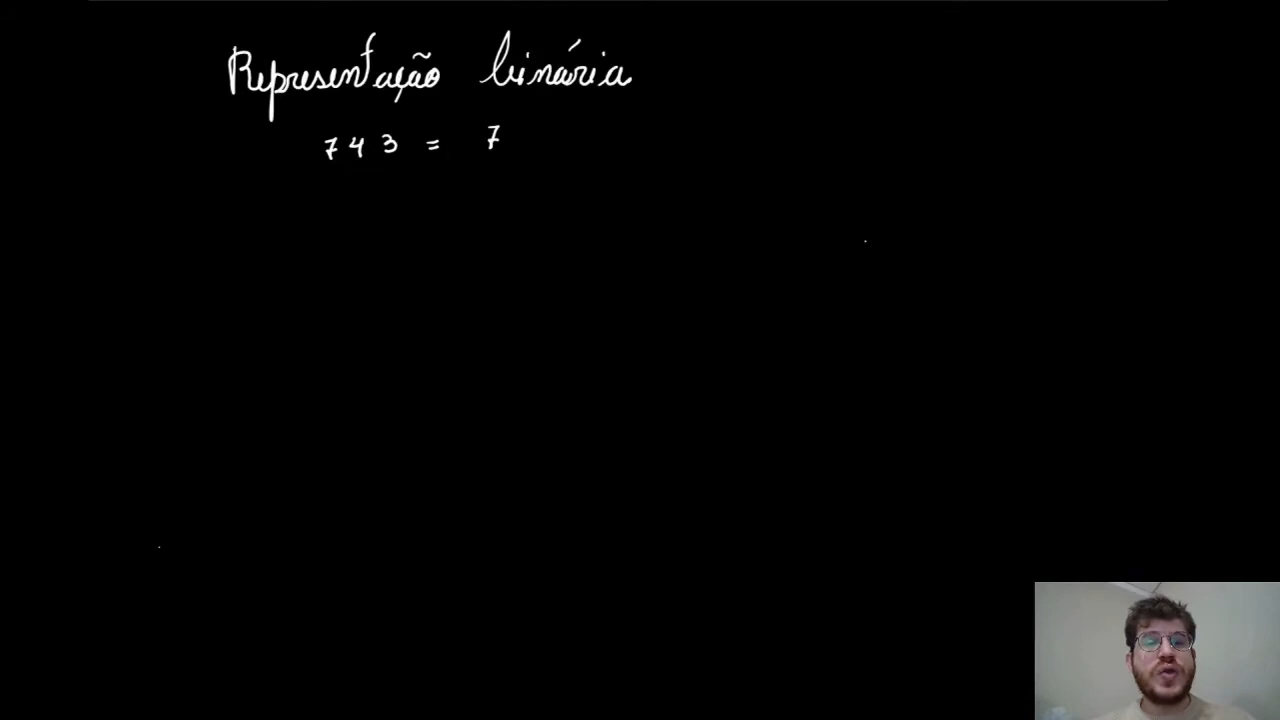 Representação binária
743 = 7